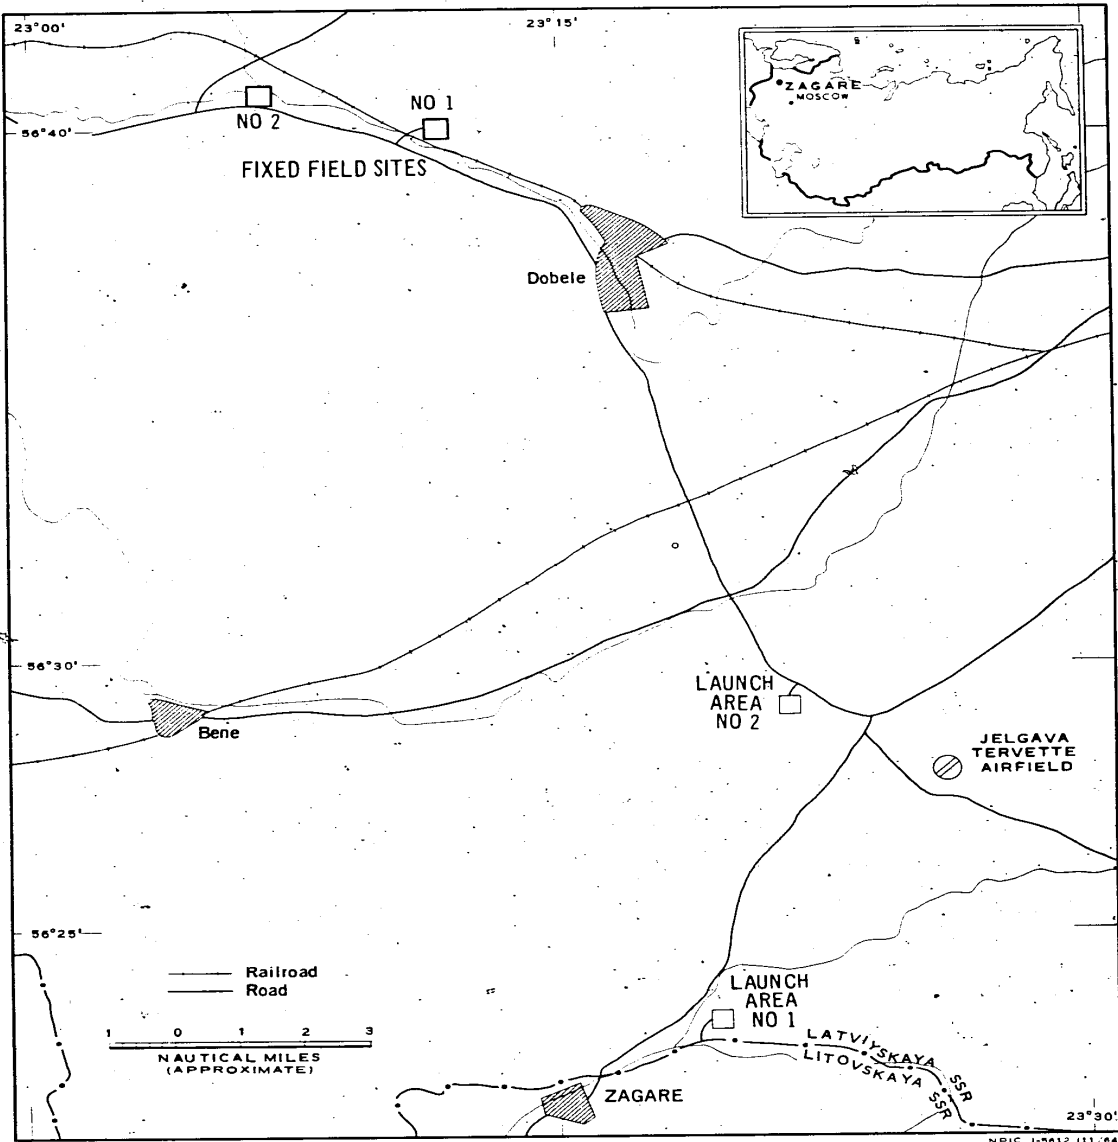 23°00'
23°15'
ZAGARE
MOSCOW
NO 1
NO 2
56°40'
FIXED FIELD SITES
Dobele
56°30'
LAUNCH
AREA
NO 2
Bene
JELGAVA
TERVETTE
AIRFIELD
56°25'
Railroad
Road
LAUNCH
AREA
NO 1
1 0 1 2 3
NAUTICAL MILES
(APPROXIMATE)
LATVIYSKAYA SSR
LITOVSKAYA SSR
ZAGARE
23°30'